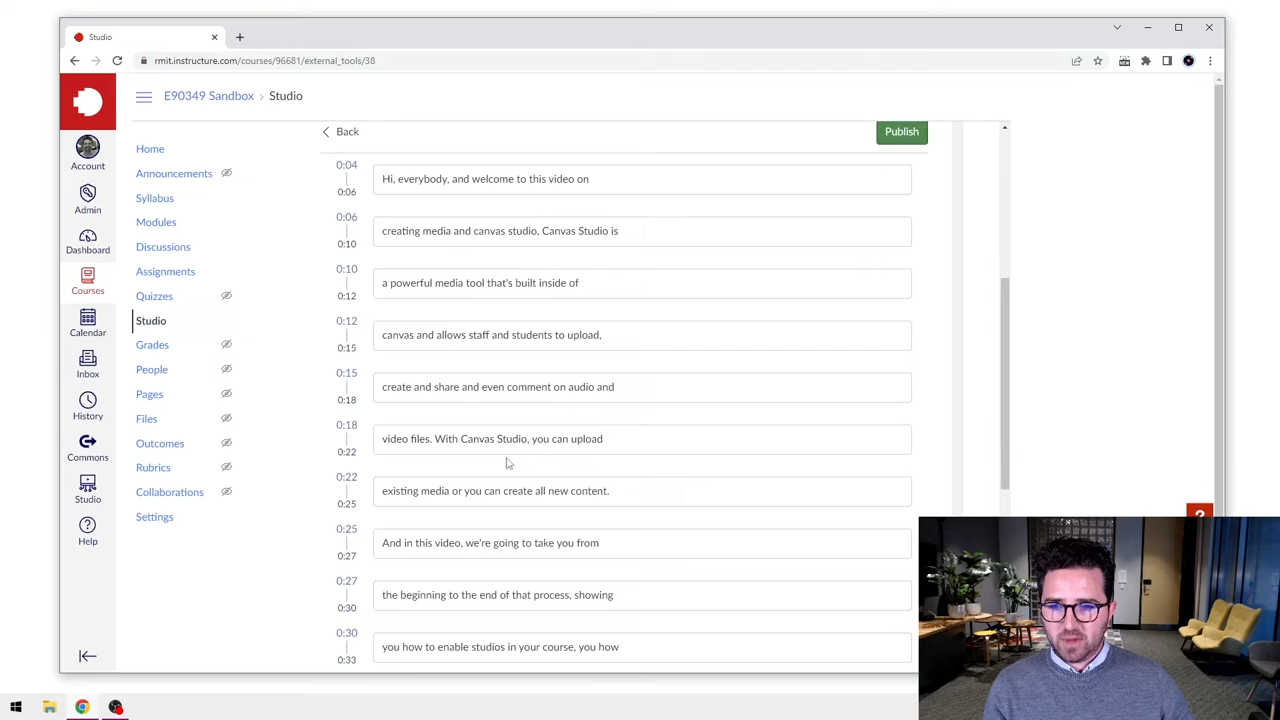 Studio
rmit.instructure.com/courses/96681/external_tools/38
E90349 Sandbox › Studio
Account
Admin
Dashboard
Courses
Calendar
Inbox
History
Commons
Studio
Help
Home
Announcements
Syllabus
Modules
Discussions
Assignments
Quizzes
Studio
Grades
People
Pages
Files
Outcomes
Rubrics
Collaborations
Settings
Back
Publish
0:04
0:06
Hi, everybody, and welcome to this video on
0:06
0:10
creating media and canvas studio, Canvas Studio is
0:10
0:12
a powerful media tool that's built inside of
0:12
0:15
canvas and allows staff and students to upload,
0:15
0:18
create and share and even comment on audio and
0:18
0:22
video files. With Canvas Studio, you can upload
0:22
0:25
existing media or you can create all new content.
0:25
0:27
And in this video, we're going to take you from
0:27
0:30
the beginning to the end of that process, showing
0:30
0:33
you how to enable studios in your course, you how